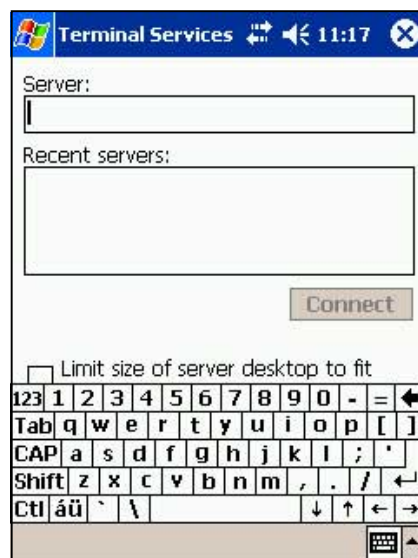 Terminal Services 11:17
Server:
Recent servers:
Connect
Limit size of server desktop to fit
123 1 2 3 4 5 6 7 8 9 0 - =
Tab q w e r t y u i o p [ ]
CAP a s d f g h j k l ; '
Shift z x c v b n m , . /
Ctl áü ` \